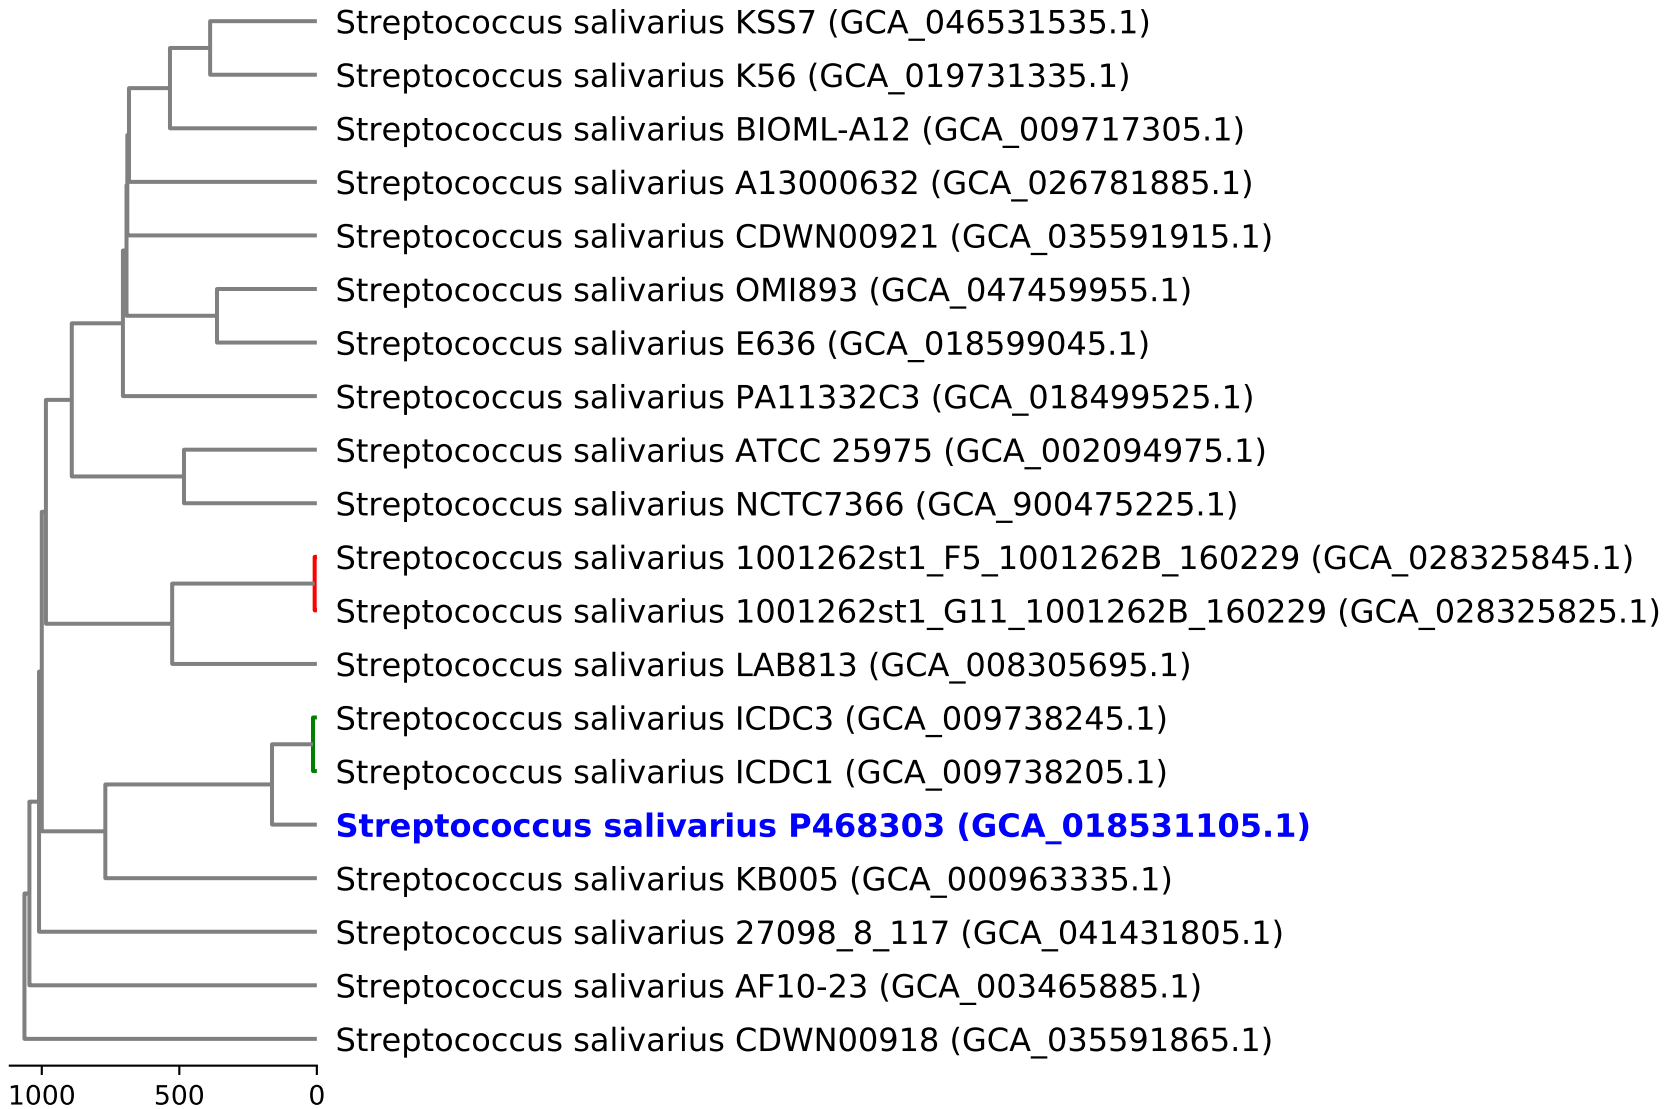 Streptococcus salivarius KSS7 (GCA_046531535.1)
Streptococcus salivarius K56 (GCA_019731335.1)
Streptococcus salivarius BIOML-A12 (GCA_009717305.1)
Streptococcus salivarius A13000632 (GCA_026781885.1)
Streptococcus salivarius CDWN00921 (GCA_035591915.1)
Streptococcus salivarius OMI893 (GCA_047459955.1)
Streptococcus salivarius E636 (GCA_018599045.1)
Streptococcus salivarius PA11332C3 (GCA_018499525.1)
Streptococcus salivarius ATCC 25975 (GCA_002094975.1)
Streptococcus salivarius NCTC7366 (GCA_900475225.1)
Streptococcus salivarius 1001262st1_F5_1001262B_160229 (GCA_028325845.1)
Streptococcus salivarius 1001262st1_G11_1001262B_160229 (GCA_028325825.1)
Streptococcus salivarius LAB813 (GCA_008305695.1)
Streptococcus salivarius ICDC3 (GCA_009738245.1)
Streptococcus salivarius ICDC1 (GCA_009738205.1)
Streptococcus salivarius P468303 (GCA_018531105.1)
Streptococcus salivarius KB005 (GCA_000963335.1)
Streptococcus salivarius 27098_8_117 (GCA_041431805.1)
Streptococcus salivarius AF10-23 (GCA_003465885.1)
Streptococcus salivarius CDWN00918 (GCA_035591865.1)
1000 500 0